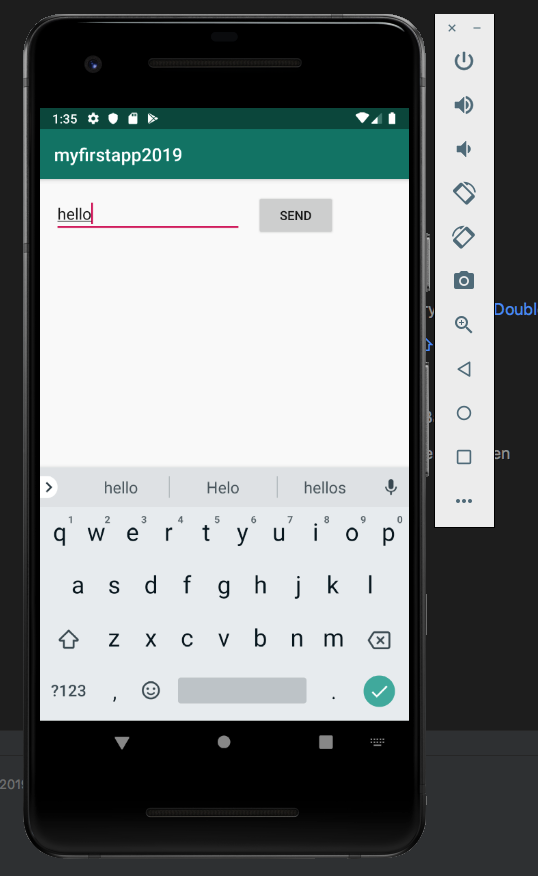 1:35
myfirstapp2019
hello
SEND
Doubl
en
hello Helo hellos
1 2 3 4 5 6 7 8 9 0
q w e r t y u i o p
a s d f g h j k l
z x c v b n m
?123 , .
2019